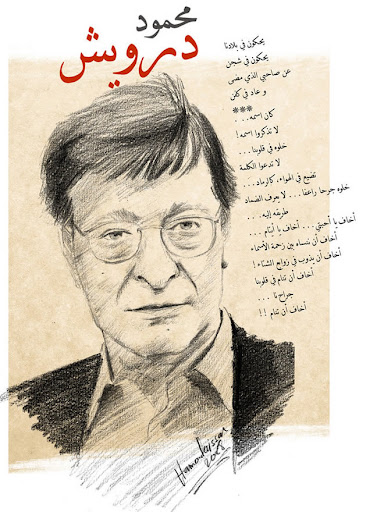 محمود
درويش
يحكون في بلادنا
يحكون في شجن
عن صاحبي الذي مضى
و عاد في كفن
***
كان اسمه. . .
لا تذكروا اسمه!
خلوه في قلوبنا. . .
لا تدعوا الكلمة
تضيع في الهواء، كالرماد. . .
خلوه جرحا راعفا. . . لا يعرف الضماد
طريقه إليه. . .
أخاف يا أحبتي. . . أخاف يا أيتام . . .
أخاف أن ننساه بين زحمة الأسماء
أخاف أن يذوب في زوابع الشتاء!
أخاف أن تنام في قلوبنا
جراحنا . . .
أخاف أن تنام !!